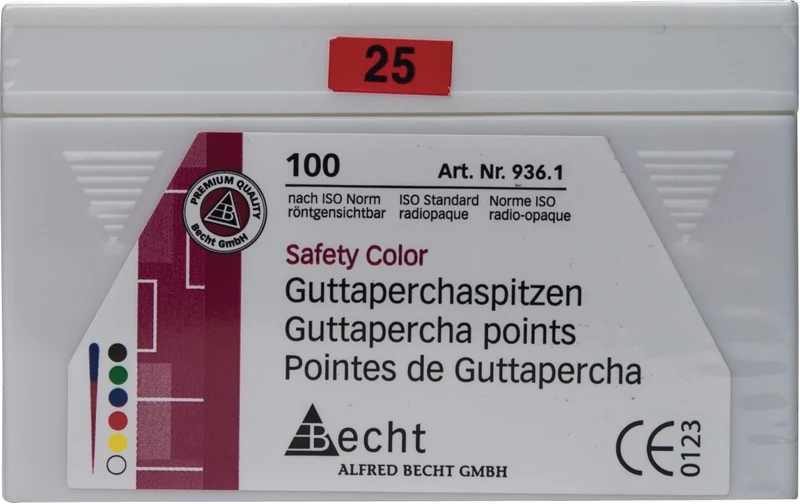 25
100 Art. Nr. 936.1
nach ISO Norm ISO Standard Norme ISO
röntgensichtbar radiopaque radio-opaque
PREMIUM QUALITY
Becht GmbH
Safety Color
Guttaperchaspitzen
Guttapercha points
Pointes de Guttapercha
Becht
ALFRED BECHT GMBH
CE 0123